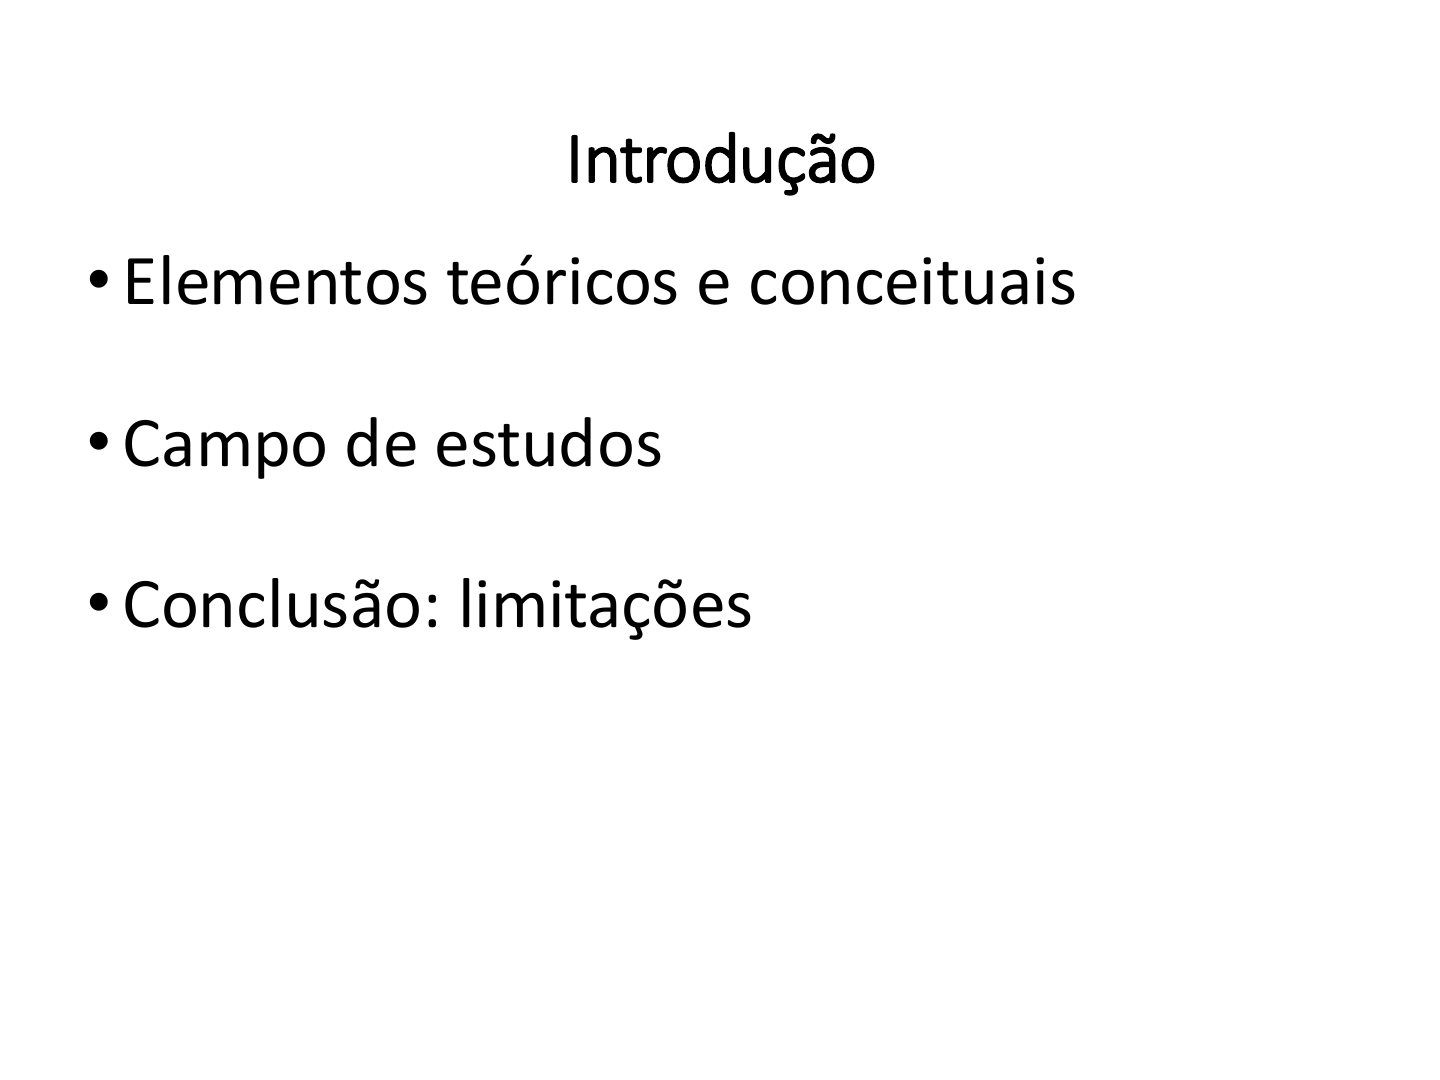 Introdução
• Elementos teóricos e conceituais
• Campo de estudos
• Conclusão: limitações